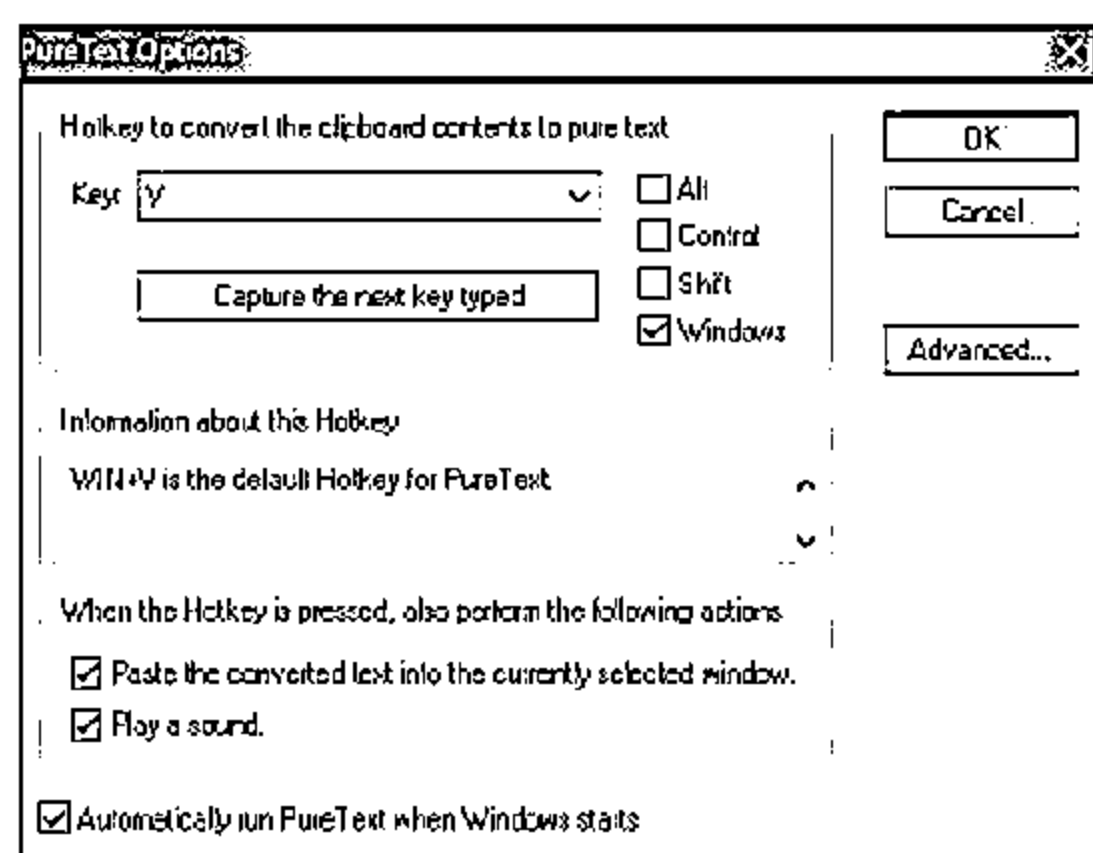 PureText Options
Hotkey to convert the clipboard contents to pure text
Key: V
Alt
Control
Capture the next key typed
Shift
Windows
OK
Cancel
Advanced...
Information about this Hotkey
WIN+V is the default Hotkey for PureText
When the Hotkey is pressed, also perform the following actions
Paste the converted text into the currently selected window.
Play a sound.
Automatically run PureText when Windows starts